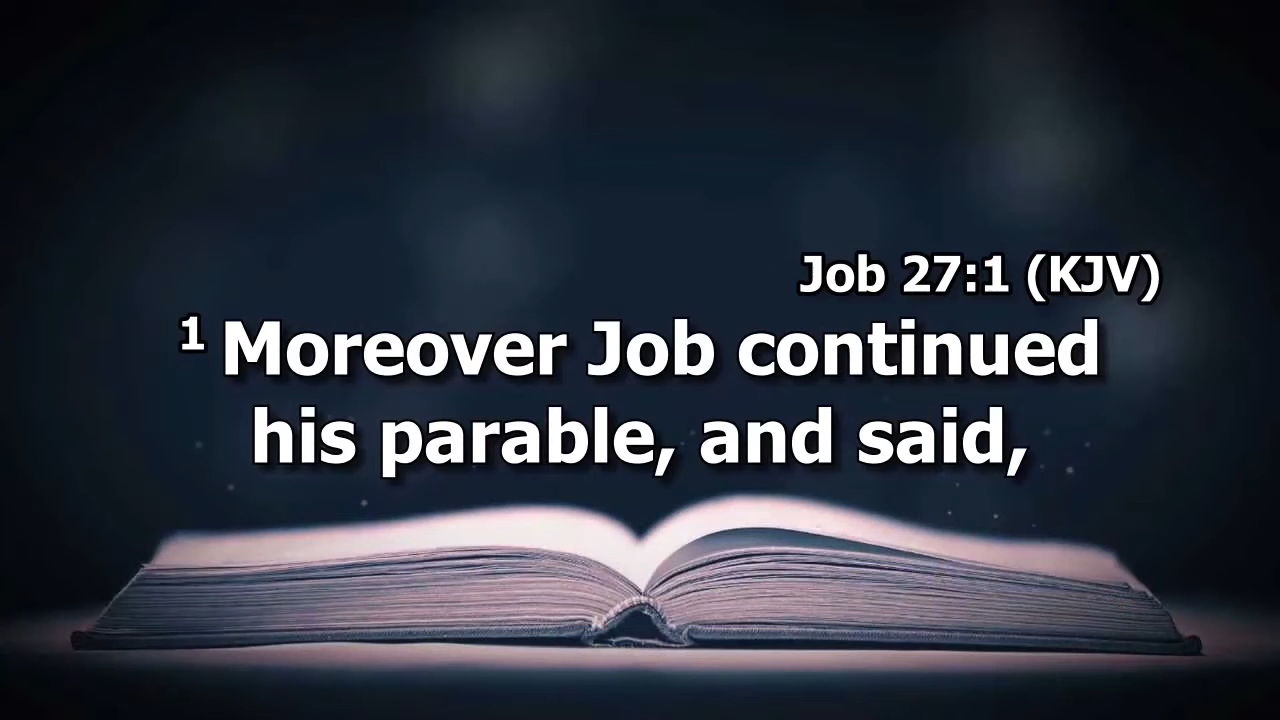 Job 27:1 (KJV)
1 Moreover Job continued
his parable, and said,